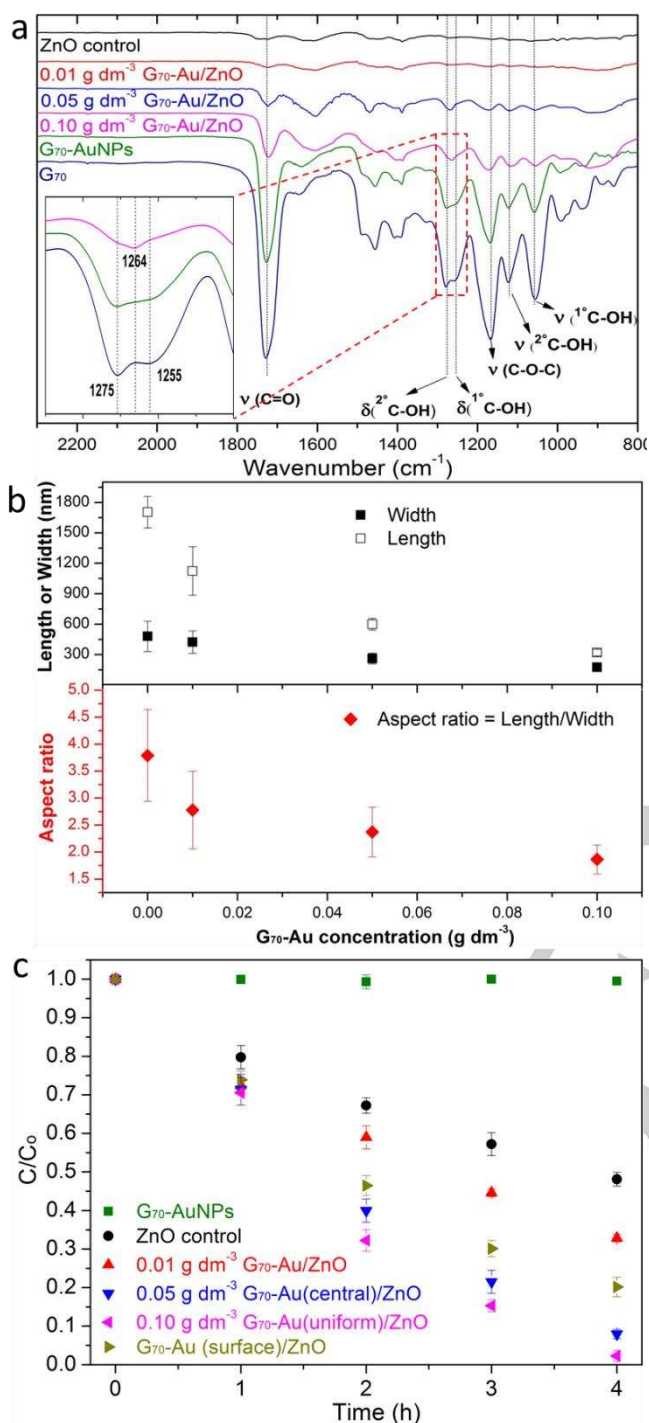 a
ZnO control
0.01 g dm⁻³ G₇₀-Au/ZnO
0.05 g dm⁻³ G₇₀-Au/ZnO
0.10 g dm⁻³ G₇₀-Au/ZnO
G₇₀-AuNPs
G₇₀
1264
1275
1255
ν (C=O)
δ(²°C-OH)
δ(¹°C-OH)
ν (C-O-C)
ν (²°C-OH)
ν (¹°C-OH)
2200 2000 1800 1600 1400 1200 1000 800
Wavenumber (cm⁻¹)
b
Length or Width (nm)
1800
1500
1200
900
600
300
Width
Length
Aspect ratio
5.0
4.5
4.0
3.5
3.0
2.5
2.0
1.5
Aspect ratio = Length/Width
0.00 0.02 0.04 0.06 0.08 0.10
G₇₀-Au concentration (g dm⁻³)
c
C/C₀
1.0
0.9
0.8
0.7
0.6
0.5
0.4
0.3
0.2
0.1
0.0
G₇₀-AuNPs
ZnO control
0.01 g dm⁻³ G₇₀-Au/ZnO
0.05 g dm⁻³ G₇₀-Au(central)/ZnO
0.10 g dm⁻³ G₇₀-Au(uniform)/ZnO
G₇₀-Au (surface)/ZnO
0 1 2 3 4
Time (h)